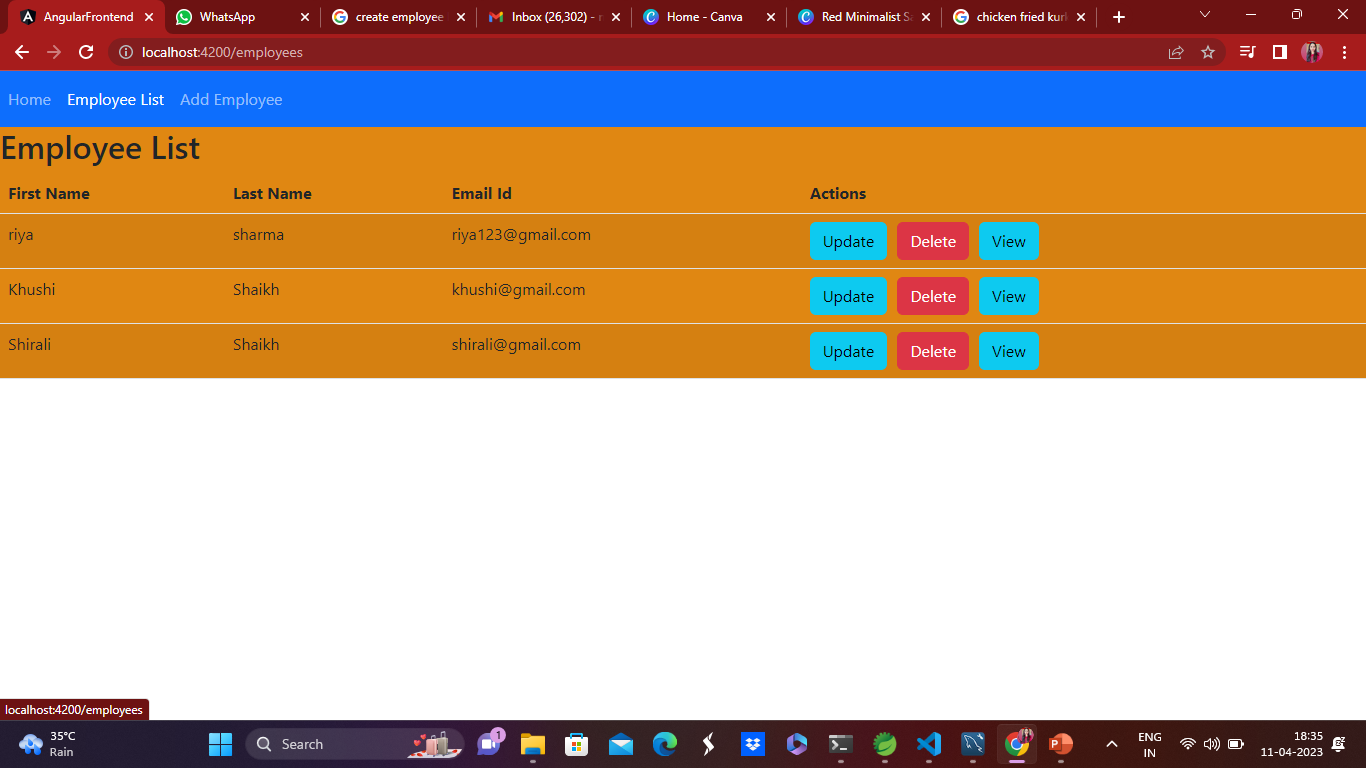 AngularFrontend WhatsApp create employee Inbox (26,302) - Home - Canva Red Minimalist Sa chicken fried kurk
localhost:4200/employees
Home Employee List Add Employee
Employee List
First Name Last Name Email Id Actions
riya sharma riya123@gmail.com Update Delete View
Khushi Shaikh khushi@gmail.com Update Delete View
Shirali Shaikh shirali@gmail.com Update Delete View
localhost:4200/employees
35°C
Rain
Search
1
ENG
IN
18:35
11-04-2023